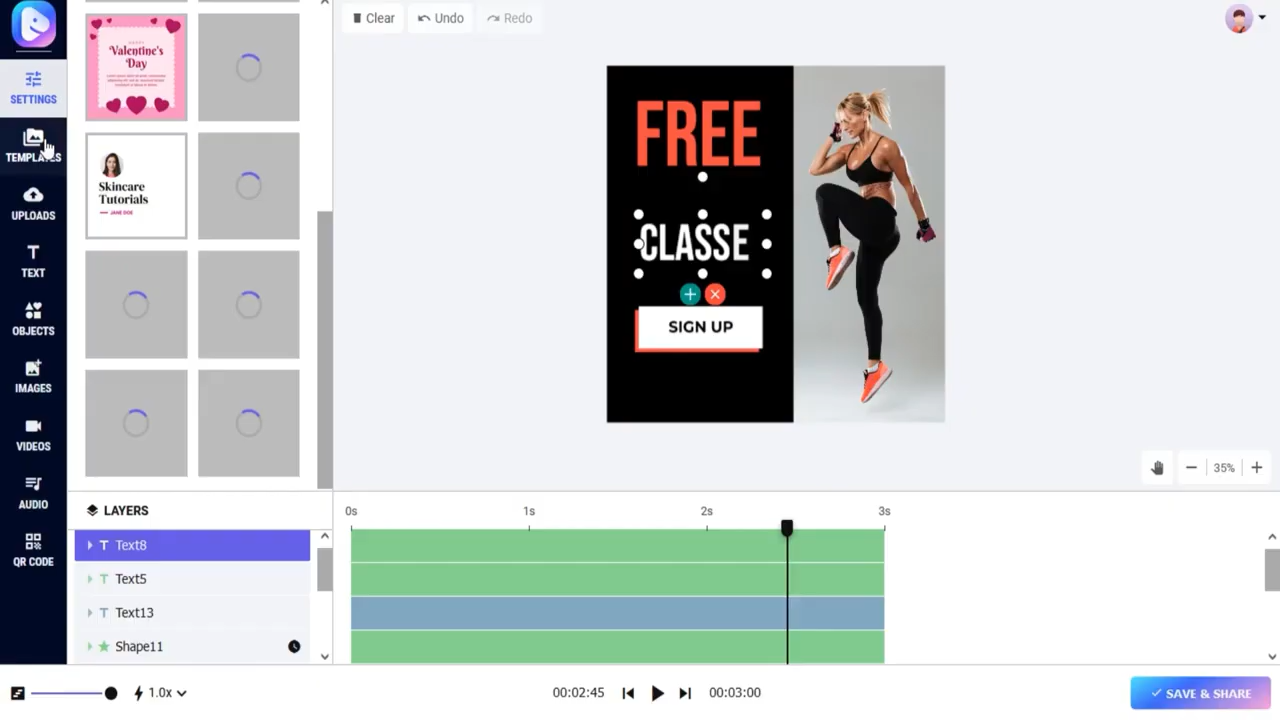 Clear
Undo
Redo
SETTINGS
TEMPLATES
UPLOADS
TEXT
OBJECTS
IMAGES
VIDEOS
AUDIO
QR CODE
Valentine's
Day
Skincare
Tutorials
JANE DOE
FREE
CLASSE
SIGN UP
35%
LAYERS
0s 1s 2s 3s
Text8
Text5
Text13
Shape11
1.0x
00:02:45
00:03:00
SAVE & SHARE